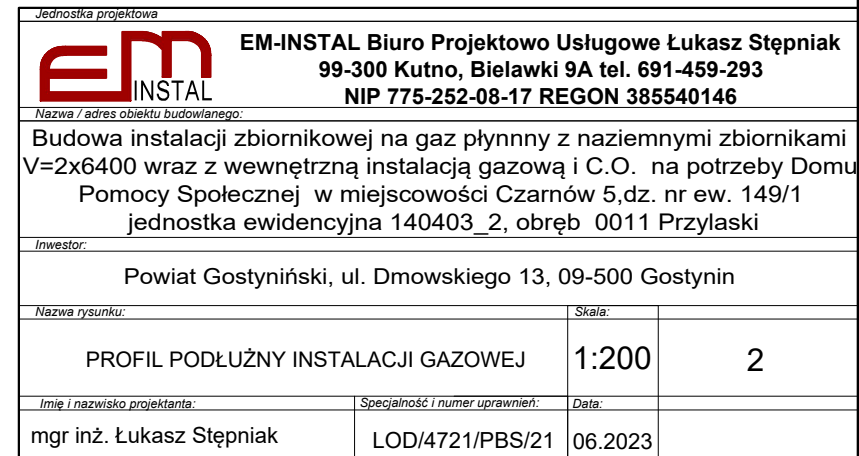 Jednostka projektowa
EM INSTAL
EM-INSTAL Biuro Projektowo Usługowe Łukasz Stępniak
99-300 Kutno, Bielawki 9A tel. 691-459-293
NIP 775-252-08-17 REGON 385540146
Nazwa / adres obiektu budowlanego:
Budowa instalacji zbiornikowej na gaz płynnny z naziemnymi zbiornikami
V=2x6400 wraz z wewnętrzną instalacją gazową i C.O. na potrzeby Domu
Pomocy Społecznej w miejscowości Czarnów 5,dz. nr ew. 149/1
jednostka ewidencyjna 140403_2, obręb 0011 Przylaski
Inwestor:
Powiat Gostyniński, ul. Dmowskiego 13, 09-500 Gostynin
Nazwa rysunku: Skala:
PROFIL PODŁUŻNY INSTALACJI GAZOWEJ 1:200 2
Imię i nazwisko projektanta: Specjalność i numer uprawnień: Data:
mgr inż. Łukasz Stępniak LOD/4721/PBS/21 06.2023